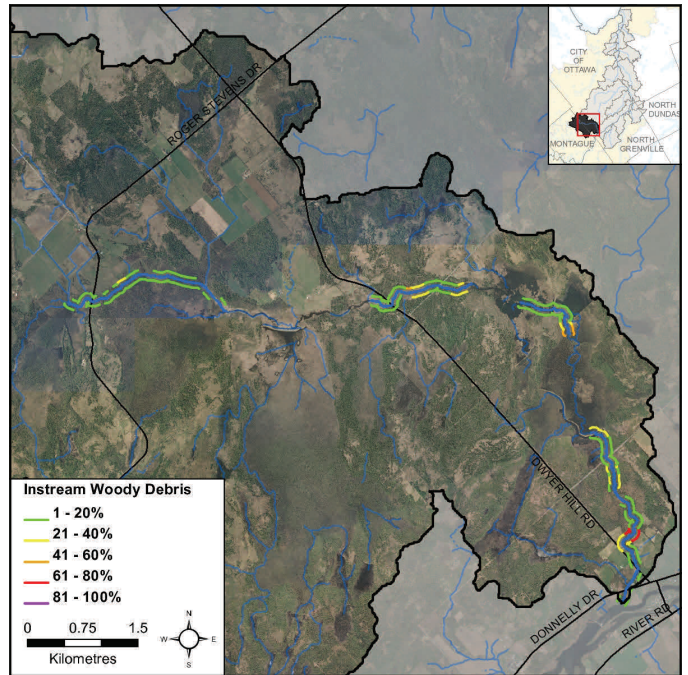 ROGER STEVENS DR
CITY
OF
OTTAWA
NORTH
DUNDAS
NORTH
GRENVILLE
MONTAGUE
DWYER HILL RD
DONNELLY DR
RIVER RD
Instream Woody Debris
1 - 20%
21 - 40%
41 - 60%
61 - 80%
81 - 100%
0 0.75 1.5
Kilometres
N
W E
S